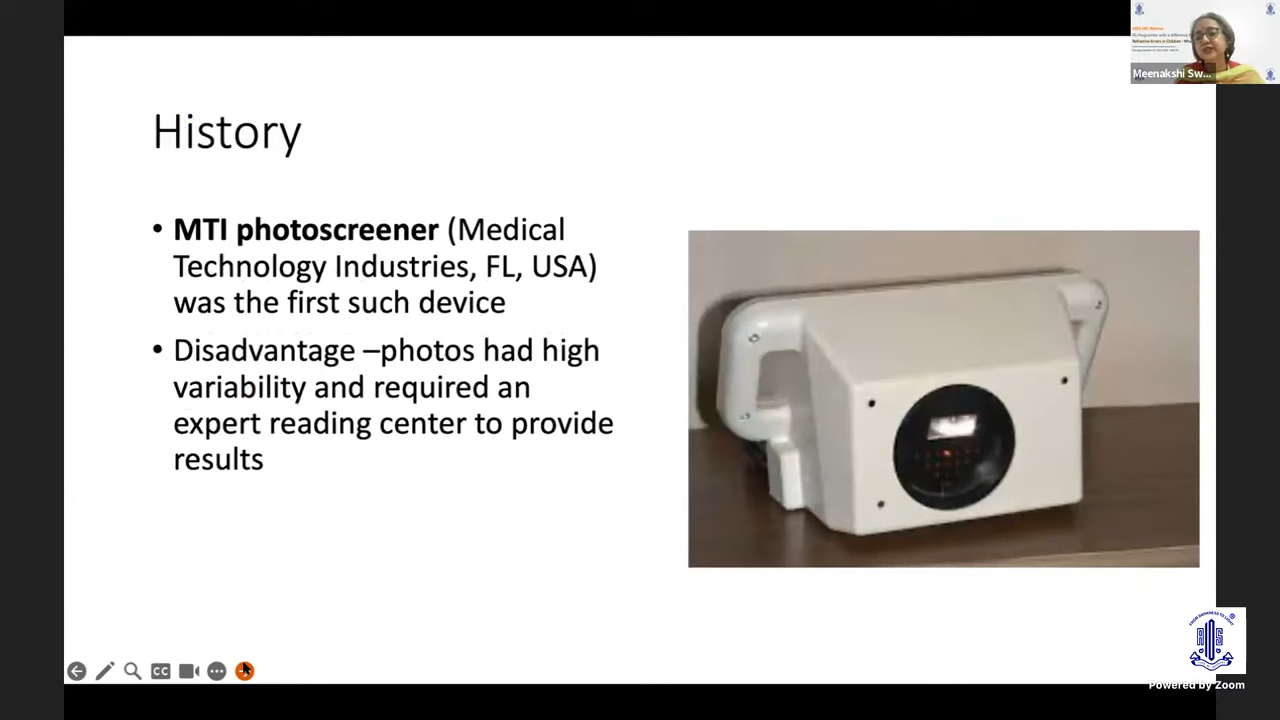 History
• MTI photoscreener (Medical
Technology Industries, FL, USA)
was the first such device
• Disadvantage –photos had high
variability and required an
expert reading center to provide
results
Meenakshi Sw...
CC
Powered by Zoom